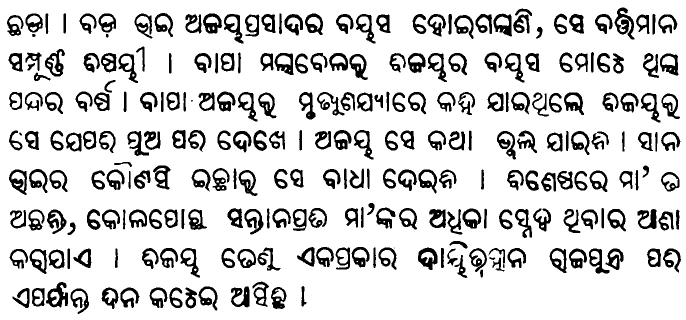 ଛଡ଼ା । ବଡ଼ ଭାଇ ଅଜୟପ୍ରସାଦର ବୟସ ହୋଇଗଲାଣି, ସେ ବର୍ତ୍ତମାନ
ସମ୍ପୂର୍ଣ୍ଣ ବିଷୟୀ । ବାପା ମଲାବେଳକୁ ବିଜୟର ବୟସ ମୋଟେ ଥିଲା
ପନ୍ଦର ବର୍ଷ । ବାପା ଅଜୟକୁ ମୃତ୍ୟୁଶଯ୍ୟାରେ କହି ଯାଇଥିଲେ ବିଜୟକୁ
ସେ ଯେପରି ପୁଅ ପରି ଦେଖେ । ଅଜୟ ସେ କଥା ଭୁଲି ଯାଇନି । ସାନ
ଭାଇର କୌଣସି ଇଚ୍ଛାକୁ ସେ ବାଧା ଦେଇନି । ବିଶେଷରେ ମା' ତ
ଅଛନ୍ତି, କୋଳପୋଛୁ ସନ୍ତାନପ୍ରତି ମା'ଙ୍କର ଅଧିକା ସ୍ନେହ ଥିବାର ଆଶା
କରାଯାଏ । ବିଜୟ ତେଣୁ ଏକପ୍ରକାର ଦାୟିତ୍ୱହୀନ ରାଜପୁତ୍ର ପରି
ଏପର୍ଯ୍ୟନ୍ତ ଦିନ କଟେଇ ଆସିଛି ।